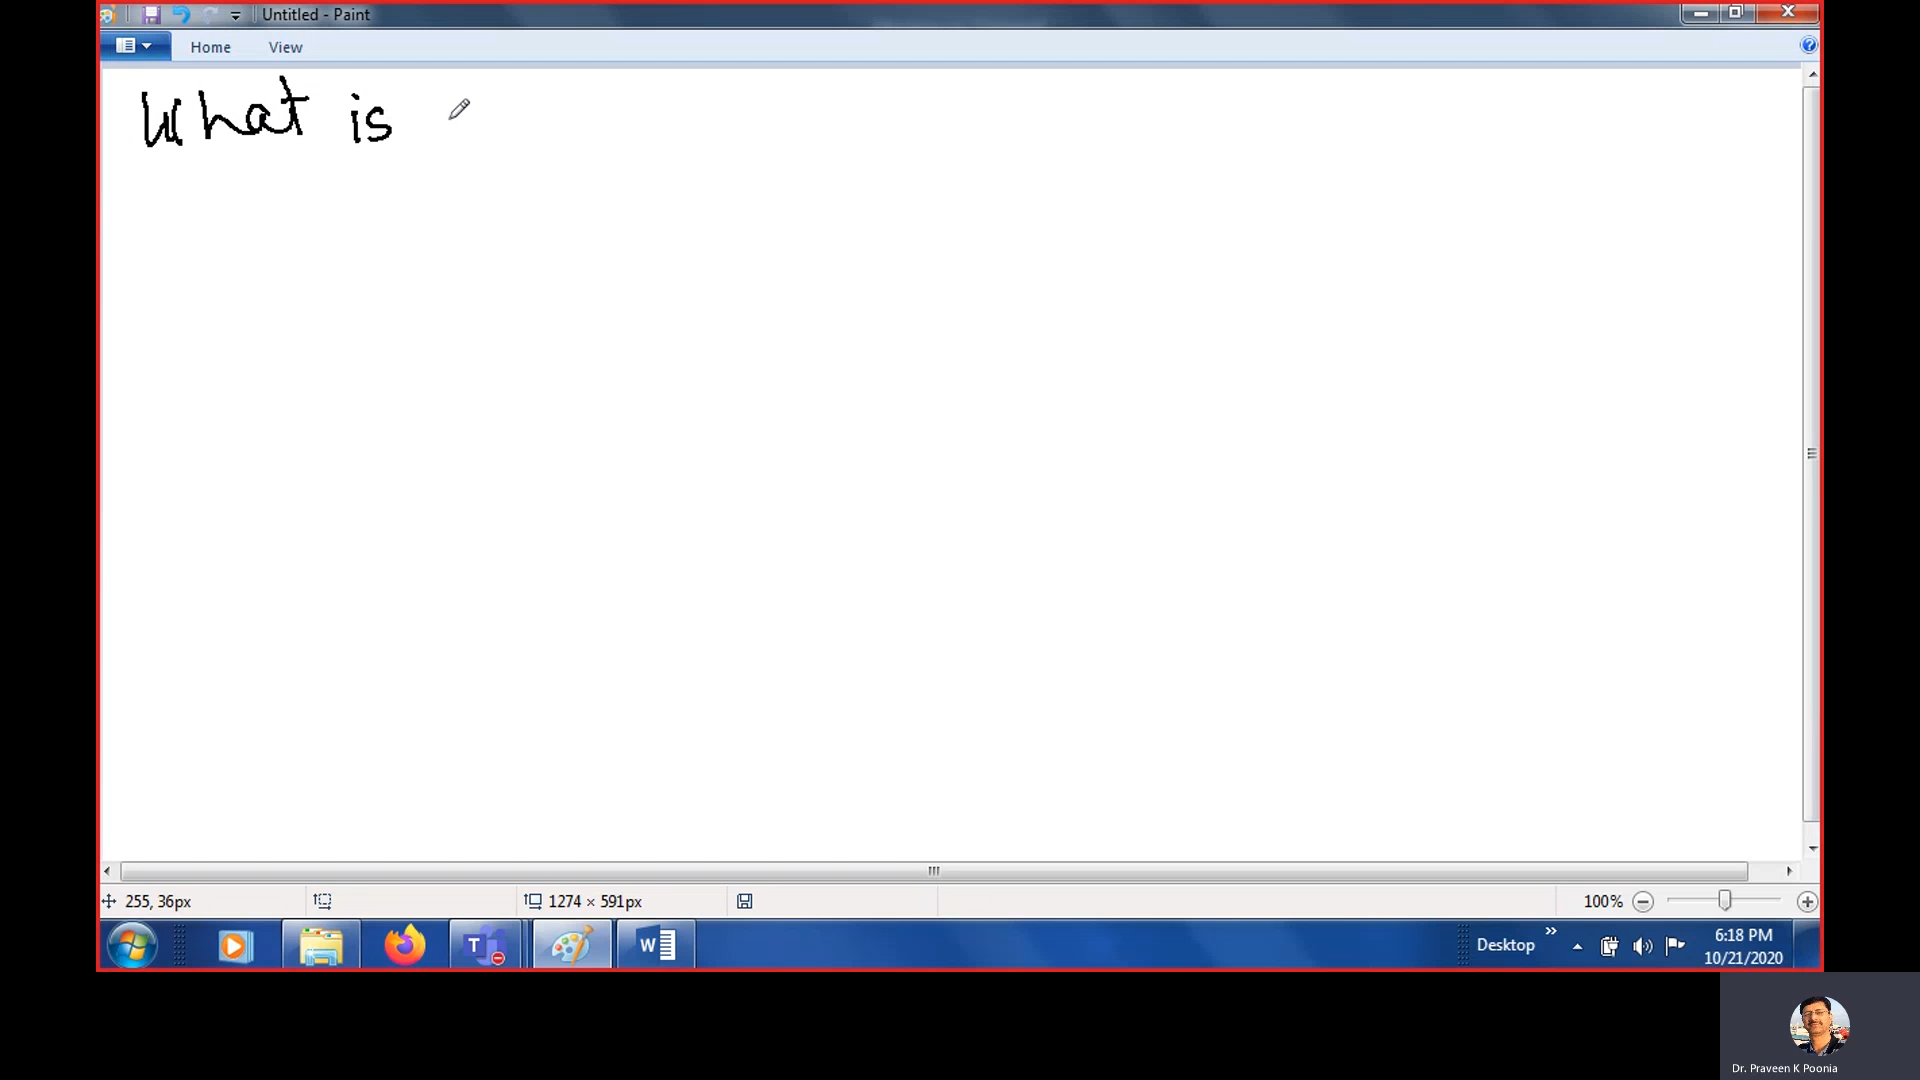 Untitled - Paint
Home View
What is
255, 36px 1274 × 591px 100%
T W Desktop 6:18 PM
10/21/2020
Dr. Praveen K Poonia